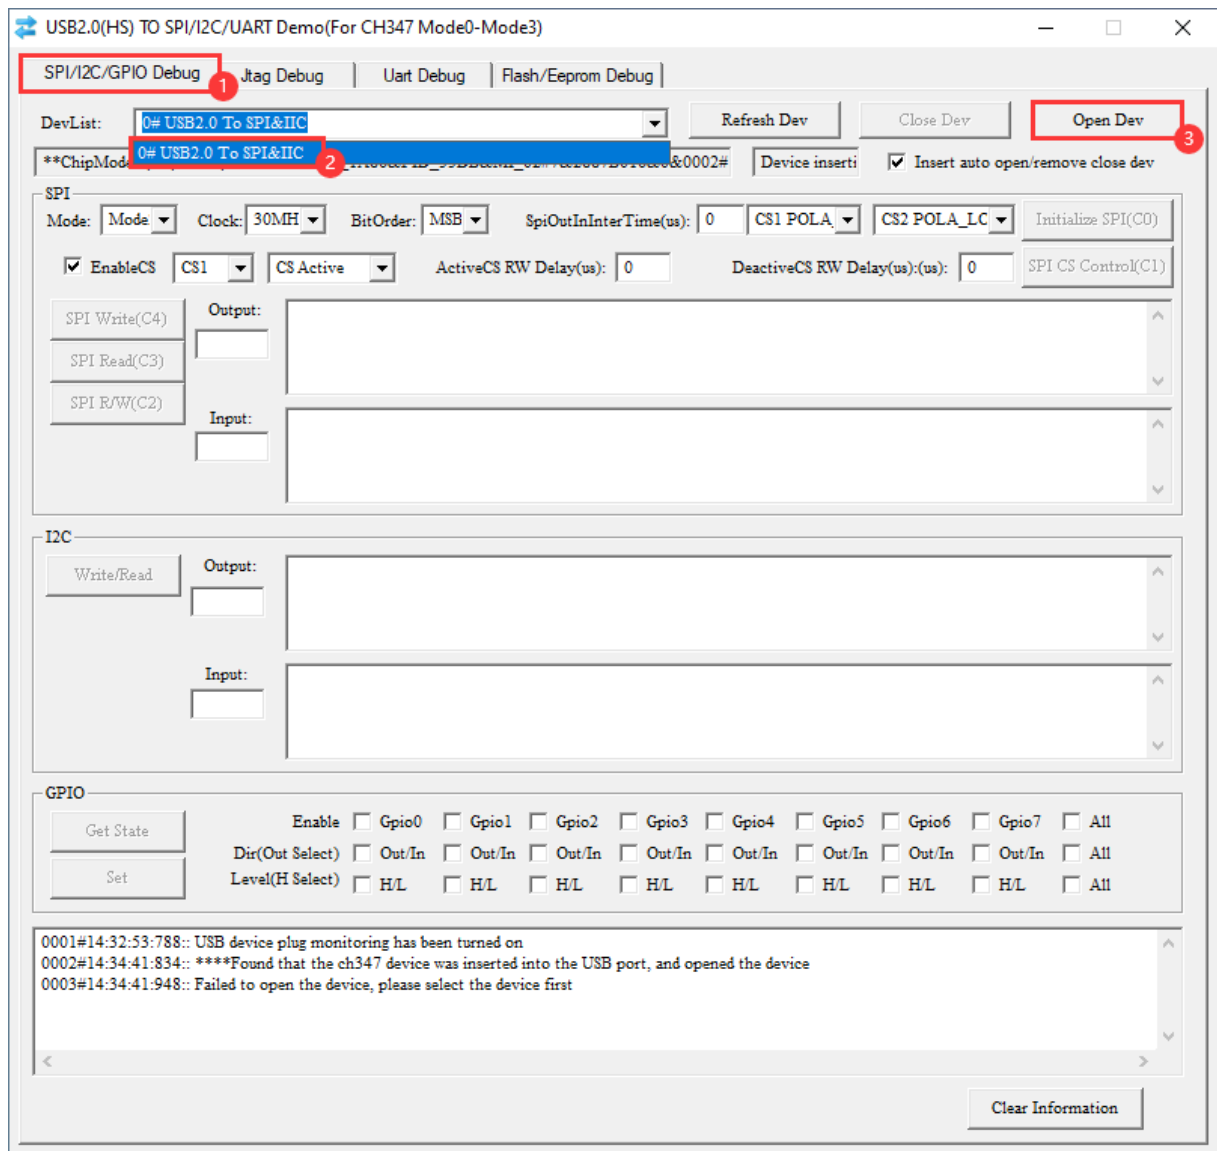 USB2.0(HS) TO SPI/I2C/UART Demo(For CH347 Mode0-Mode3)
SPI/I2C/GPIO Debug Jtag Debug Uart Debug Flash/Eeprom Debug
1
DevList: 0# USB2.0 To SPI&IIC Refresh Dev Close Dev Open Dev
0# USB2.0 To SPI&IIC 2 3
**ChipMode &0002# Device inserti Insert auto open/remove close dev
SPI
Mode: Mode Clock: 30MH BitOrder: MSB SpiOutInInterTime(us): 0 CS1 POLA CS2 POLA_LC Initialize SPI(C0)
EnableCS CS1 CS Active ActiveCS RW Delay(us): 0 DeactiveCS RW Delay(us):(us): 0 SPI CS Control(C1)
SPI Write(C4) Output:
SPI Read(C3)
SPI R/W(C2)
Input:
I2C
Write/Read Output:
Input:
GPIO
Get State Enable Gpio0 Gpio1 Gpio2 Gpio3 Gpio4 Gpio5 Gpio6 Gpio7 All
Dir(Out Select) Out/In Out/In Out/In Out/In Out/In Out/In Out/In Out/In All
Set Level(H Select) H/L H/L H/L H/L H/L H/L H/L H/L All
0001#14:32:53:788:: USB device plug monitoring has been turned on
0002#14:34:41:834:: ****Found that the ch347 device was inserted into the USB port, and opened the device
0003#14:34:41:948:: Failed to open the device, please select the device first
Clear Information